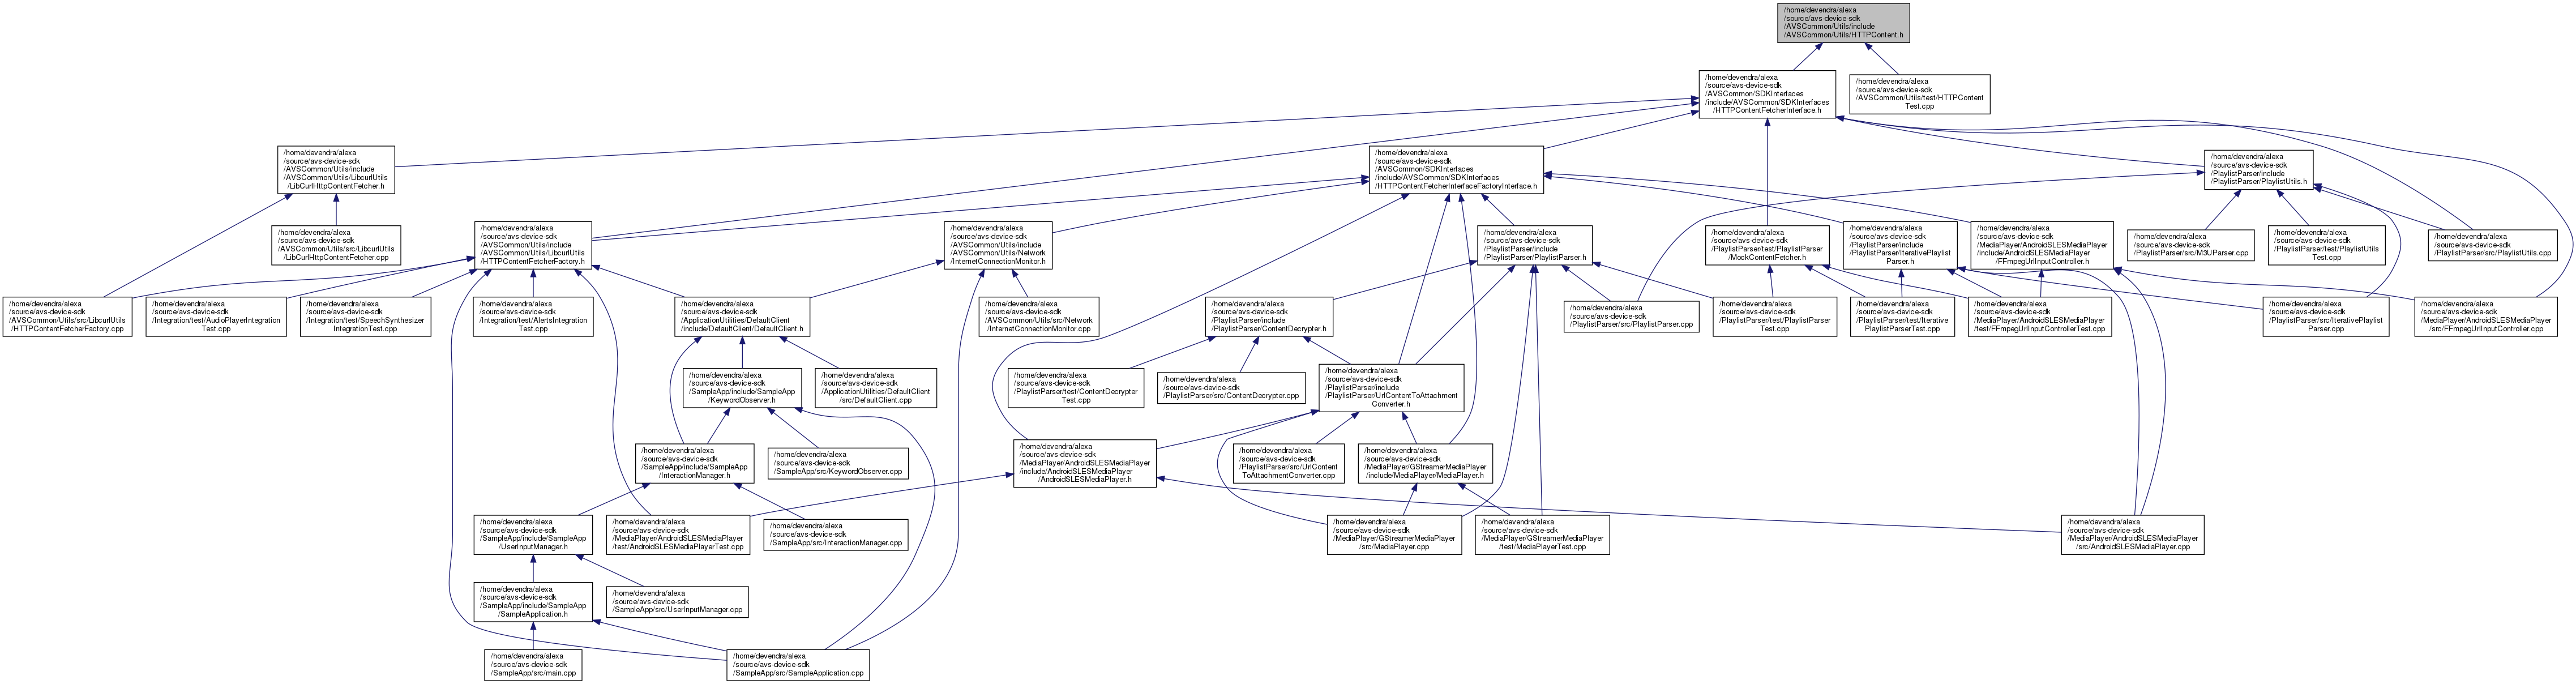 /home/devendra/alexa
/source/avs-device-sdk
/AVSCommon/Utils/include
/AVSCommon/Utils/HTTPContent.h
/home/devendra/alexa
/source/avs-device-sdk
/AVSCommon/SDKInterfaces
/include/AVSCommon/SDKInterfaces
/HTTPContentFetcherInterface.h
/home/devendra/alexa
/source/avs-device-sdk
/AVSCommon/Utils/test/HTTPContent
Test.cpp
/home/devendra/alexa
/source/avs-device-sdk
/AVSCommon/Utils/include
/AVSCommon/Utils/LibcurlUtils
/LibCurlHttpContentFetcher.h
/home/devendra/alexa
/source/avs-device-sdk
/AVSCommon/SDKInterfaces
/include/AVSCommon/SDKInterfaces
/HTTPContentFetcherInterfaceFactoryInterface.h
/home/devendra/alexa
/source/avs-device-sdk
/PlaylistParser/include
/PlaylistParser/PlaylistUtils.h
/home/devendra/alexa
/source/avs-device-sdk
/AVSCommon/Utils/src/LibcurlUtils
/LibCurlHttpContentFetcher.cpp
/home/devendra/alexa
/source/avs-device-sdk
/AVSCommon/Utils/include
/AVSCommon/Utils/LibcurlUtils
/HTTPContentFetcherFactory.h
/home/devendra/alexa
/source/avs-device-sdk
/AVSCommon/Utils/include
/AVSCommon/Utils/Network
/InternetConnectionMonitor.h
/home/devendra/alexa
/source/avs-device-sdk
/PlaylistParser/include
/PlaylistParser/PlaylistParser.h
/home/devendra/alexa
/source/avs-device-sdk
/PlaylistParser/test/PlaylistParser
/MockContentFetcher.h
/home/devendra/alexa
/source/avs-device-sdk
/PlaylistParser/include
/PlaylistParser/IterativePlaylist
Parser.h
/home/devendra/alexa
/source/avs-device-sdk
/MediaPlayer/AndroidSLESMediaPlayer
/include/AndroidSLESMediaPlayer
/FFmpegUrlInputController.h
/home/devendra/alexa
/source/avs-device-sdk
/PlaylistParser/src/M3UParser.cpp
/home/devendra/alexa
/source/avs-device-sdk
/PlaylistParser/test/PlaylistUtils
Test.cpp
/home/devendra/alexa
/source/avs-device-sdk
/PlaylistParser/src/PlaylistUtils.cpp
/home/devendra/alexa
/source/avs-device-sdk
/AVSCommon/Utils/src/LibcurlUtils
/HTTPContentFetcherFactory.cpp
/home/devendra/alexa
/source/avs-device-sdk
/Integration/test/AudioPlayerIntegration
Test.cpp
/home/devendra/alexa
/source/avs-device-sdk
/Integration/test/SpeechSynthesizer
IntegrationTest.cpp
/home/devendra/alexa
/source/avs-device-sdk
/Integration/test/AlertsIntegration
Test.cpp
/home/devendra/alexa
/source/avs-device-sdk
/ApplicationUtilities/DefaultClient
/include/DefaultClient/DefaultClient.h
/home/devendra/alexa
/source/avs-device-sdk
/AVSCommon/Utils/src/Network
/InternetConnectionMonitor.cpp
/home/devendra/alexa
/source/avs-device-sdk
/PlaylistParser/include
/PlaylistParser/ContentDecrypter.h
/home/devendra/alexa
/source/avs-device-sdk
/PlaylistParser/src/PlaylistParser.cpp
/home/devendra/alexa
/source/avs-device-sdk
/PlaylistParser/test/PlaylistParser
Test.cpp
/home/devendra/alexa
/source/avs-device-sdk
/PlaylistParser/test/Iterative
PlaylistParserTest.cpp
/home/devendra/alexa
/source/avs-device-sdk
/MediaPlayer/AndroidSLESMediaPlayer
/test/FFmpegUrlInputControllerTest.cpp
/home/devendra/alexa
/source/avs-device-sdk
/PlaylistParser/src/IterativePlaylist
Parser.cpp
/home/devendra/alexa
/source/avs-device-sdk
/MediaPlayer/AndroidSLESMediaPlayer
/src/FFmpegUrlInputController.cpp
/home/devendra/alexa
/source/avs-device-sdk
/SampleApp/include/SampleApp
/KeywordObserver.h
/home/devendra/alexa
/source/avs-device-sdk
/ApplicationUtilities/DefaultClient
/src/DefaultClient.cpp
/home/devendra/alexa
/source/avs-device-sdk
/PlaylistParser/test/ContentDecrypter
Test.cpp
/home/devendra/alexa
/source/avs-device-sdk
/PlaylistParser/src/ContentDecrypter.cpp
/home/devendra/alexa
/source/avs-device-sdk
/PlaylistParser/include
/PlaylistParser/UrlContentToAttachment
Converter.h
/home/devendra/alexa
/source/avs-device-sdk
/SampleApp/include/SampleApp
/InteractionManager.h
/home/devendra/alexa
/source/avs-device-sdk
/SampleApp/src/KeywordObserver.cpp
/home/devendra/alexa
/source/avs-device-sdk
/MediaPlayer/AndroidSLESMediaPlayer
/include/AndroidSLESMediaPlayer
/AndroidSLESMediaPlayer.h
/home/devendra/alexa
/source/avs-device-sdk
/PlaylistParser/src/UrlContent
ToAttachmentConverter.cpp
/home/devendra/alexa
/source/avs-device-sdk
/MediaPlayer/GStreamerMediaPlayer
/include/MediaPlayer/MediaPlayer.h
/home/devendra/alexa
/source/avs-device-sdk
/SampleApp/include/SampleApp
/UserInputManager.h
/home/devendra/alexa
/source/avs-device-sdk
/MediaPlayer/AndroidSLESMediaPlayer
/test/AndroidSLESMediaPlayerTest.cpp
/home/devendra/alexa
/source/avs-device-sdk
/SampleApp/src/InteractionManager.cpp
/home/devendra/alexa
/source/avs-device-sdk
/MediaPlayer/GStreamerMediaPlayer
/src/MediaPlayer.cpp
/home/devendra/alexa
/source/avs-device-sdk
/MediaPlayer/GStreamerMediaPlayer
/test/MediaPlayerTest.cpp
/home/devendra/alexa
/source/avs-device-sdk
/MediaPlayer/AndroidSLESMediaPlayer
/src/AndroidSLESMediaPlayer.cpp
/home/devendra/alexa
/source/avs-device-sdk
/SampleApp/include/SampleApp
/SampleApplication.h
/home/devendra/alexa
/source/avs-device-sdk
/SampleApp/src/UserInputManager.cpp
/home/devendra/alexa
/source/avs-device-sdk
/SampleApp/src/main.cpp
/home/devendra/alexa
/source/avs-device-sdk
/SampleApp/src/SampleApplication.cpp